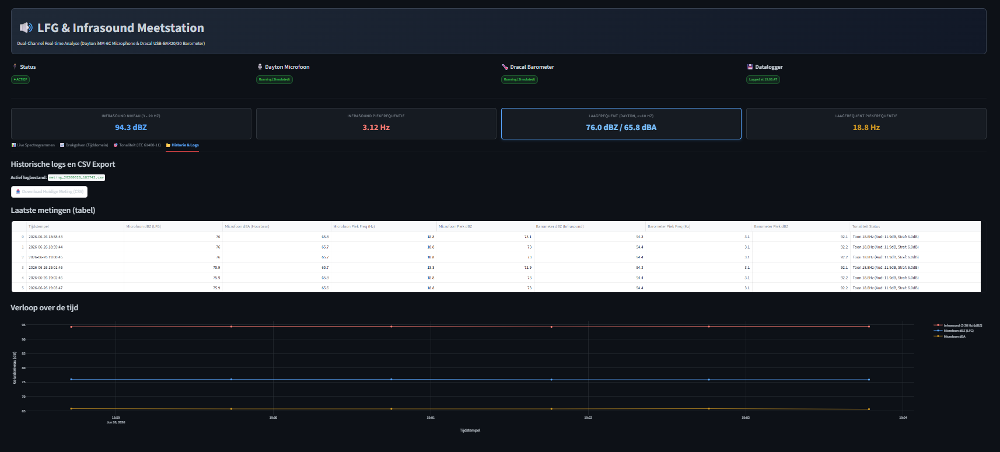 LFG & Infrasound Meetstation
Dual-Channel Real-time Analyse (Dayton iMM-6C Microphone & Dracal USB-BAR20/30 Barometer)
Status
Dayton Microfoon
Dracal Barometer
Datalogger
ACTIEF
Running (Simulated)
Running (Simulated)
Logged at 19:03:47
INFRASOUND NIVEAU (3 - 20 HZ)
94.3 dBZ
INFRASOUND PIEKFREQUENTIE
3.12 Hz
LAAGFREQUENT (DAYTON, >=10 HZ)
76.0 dBZ / 65.8 dBA
LAAGFREQUENT PIEKFREQUENTIE
18.8 Hz
Live Spectrogrammen
Drukgolven (Tijddomein)
Tonaliteit (IEC 61400-11)
Historie & Logs
Historische logs en CSV Export
Actief logbestand: meting_20260626_185742.csv
Download Huidige Meting (CSV)
Laatste metingen (tabel)
Tijdstempel Microfoon dBZ (LFG) Microfoon dBA (Hoorbaar) Microfoon Piek Freq (Hz) Microfoon Piek dBZ Barometer dBZ (Infrasound) Barometer Piek Freq (Hz) Barometer Piek dBZ Tonaliteit Status
0 2026-06-26 18:58:43 76 65.8 18.8 73.1 94.3 3.1 92.1 Toon 18.8Hz (Aud: 11.9dB, Straf: 6.0dB)
1 2026-06-26 18:59:44 76 65.7 18.8 73 94.4 3.1 92.2 Toon 18.8Hz (Aud: 11.9dB, Straf: 6.0dB)
2 2026-06-26 19:00:45 76 65.7 18.8 73 94.4 3.1 92.2 Toon 18.8Hz (Aud: 11.9dB, Straf: 6.0dB)
3 2026-06-26 19:01:46 75.9 65.7 18.8 72.9 94.3 3.1 92.1 Toon 18.8Hz (Aud: 11.9dB, Straf: 6.0dB)
4 2026-06-26 19:02:46 75.9 65.8 18.8 73 94.4 3.1 92.2 Toon 18.8Hz (Aud: 11.9dB, Straf: 6.0dB)
5 2026-06-26 19:03:47 75.9 65.6 18.8 73 94.4 3.1 92.2 Toon 18.8Hz (Aud: 11.9dB, Straf: 6.0dB)
Verloop over de tijd
Geluidsniveau (dB)
95
90
85
80
75
70
65
18:59
Jun 26, 2026
19:00
19:01
19:02
19:03
19:04
Tijdstempel
Infrasound (3-20 Hz) [dBZ]
Microfoon dBZ (LFG)
Microfoon dBA